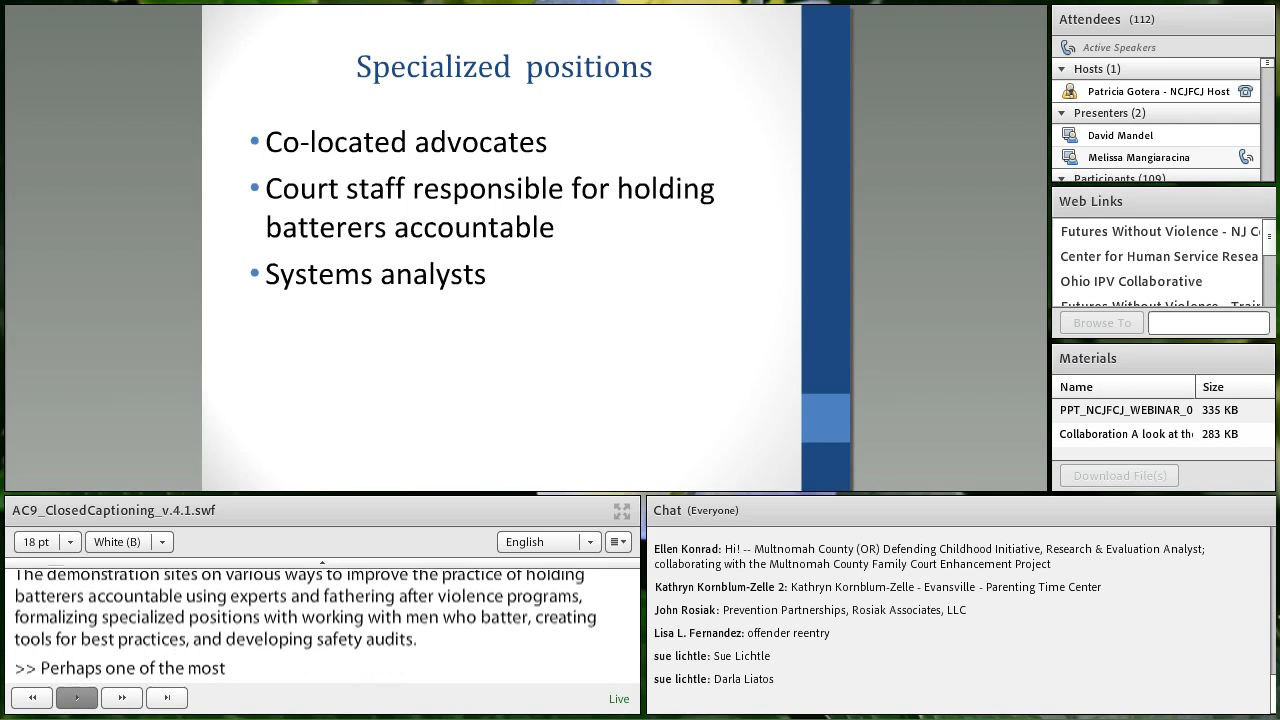 Specialized positions
• Co-located advocates
• Court staff responsible for holding
batterers accountable
• Systems analysts
Attendees (112)
Active Speakers
Hosts (1)
Patricia Gotera - NCJFCJ Host
Presenters (2)
David Mandel
Melissa Mangiaracina
Participants (109)
Web Links
Futures Without Violence - NJ C
Center for Human Service Resea
Ohio IPV Collaborative
Futures Without Violence - Train
Browse To
Materials
Name Size
PPT_NCJFCJ_WEBINAR_0 335 KB
Collaboration A look at the 283 KB
Download File(s)
AC9_ClosedCaptioning_v.4.1.swf
18 pt White (B) English
The demonstration sites on various ways to improve the practice of holding
batterers accountable using experts and fathering after violence programs,
formalizing specialized positions with working with men who batter, creating
tools for best practices, and developing safety audits.
>> Perhaps one of the most
Live
Chat (Everyone)
Ellen Konrad: Hi! -- Multnomah County (OR) Defending Childhood Initiative, Research & Evaluation Analyst;
collaborating with the Multnomah County Family Court Enhancement Project
Kathryn Kornblum-Zelle 2: Kathryn Kornblum-Zelle - Evansville - Parenting Time Center
John Rosiak: Prevention Partnerships, Rosiak Associates, LLC
Lisa L. Fernandez: offender reentry
sue lichtle: Sue Lichtle
sue lichtle: Darla Liatos